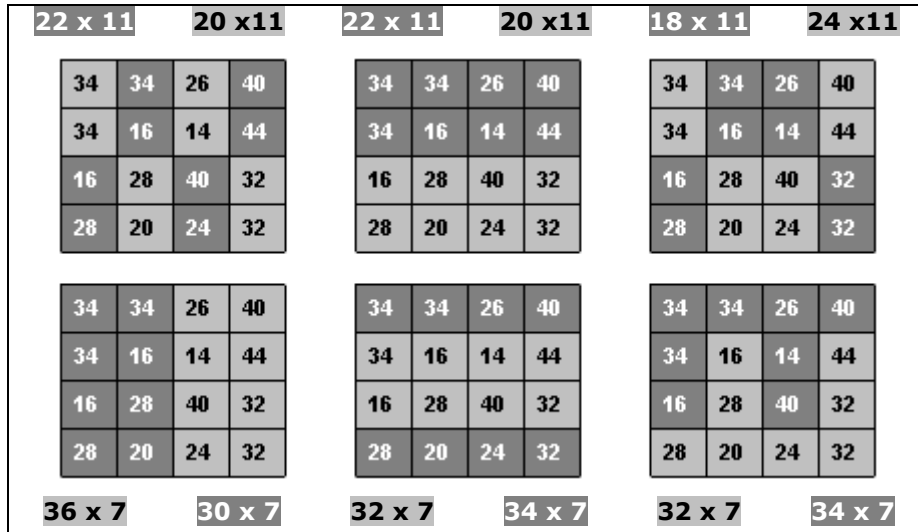 22 x 11 20 x11 22 x 11 20 x11 18 x 11 24 x11
34 34 26 40 34 34 26 40 34 34 26 40
34 16 14 44 34 16 14 44 34 16 14 44
16 28 40 32 16 28 40 32 16 28 40 32
28 20 24 32 28 20 24 32 28 20 24 32
34 34 26 40 34 34 26 40 34 34 26 40
34 16 14 44 34 16 14 44 34 16 14 44
16 28 40 32 16 28 40 32 16 28 40 32
28 20 24 32 28 20 24 32 28 20 24 32
36 x 7 30 x 7 32 x 7 34 x 7 32 x 7 34 x 7